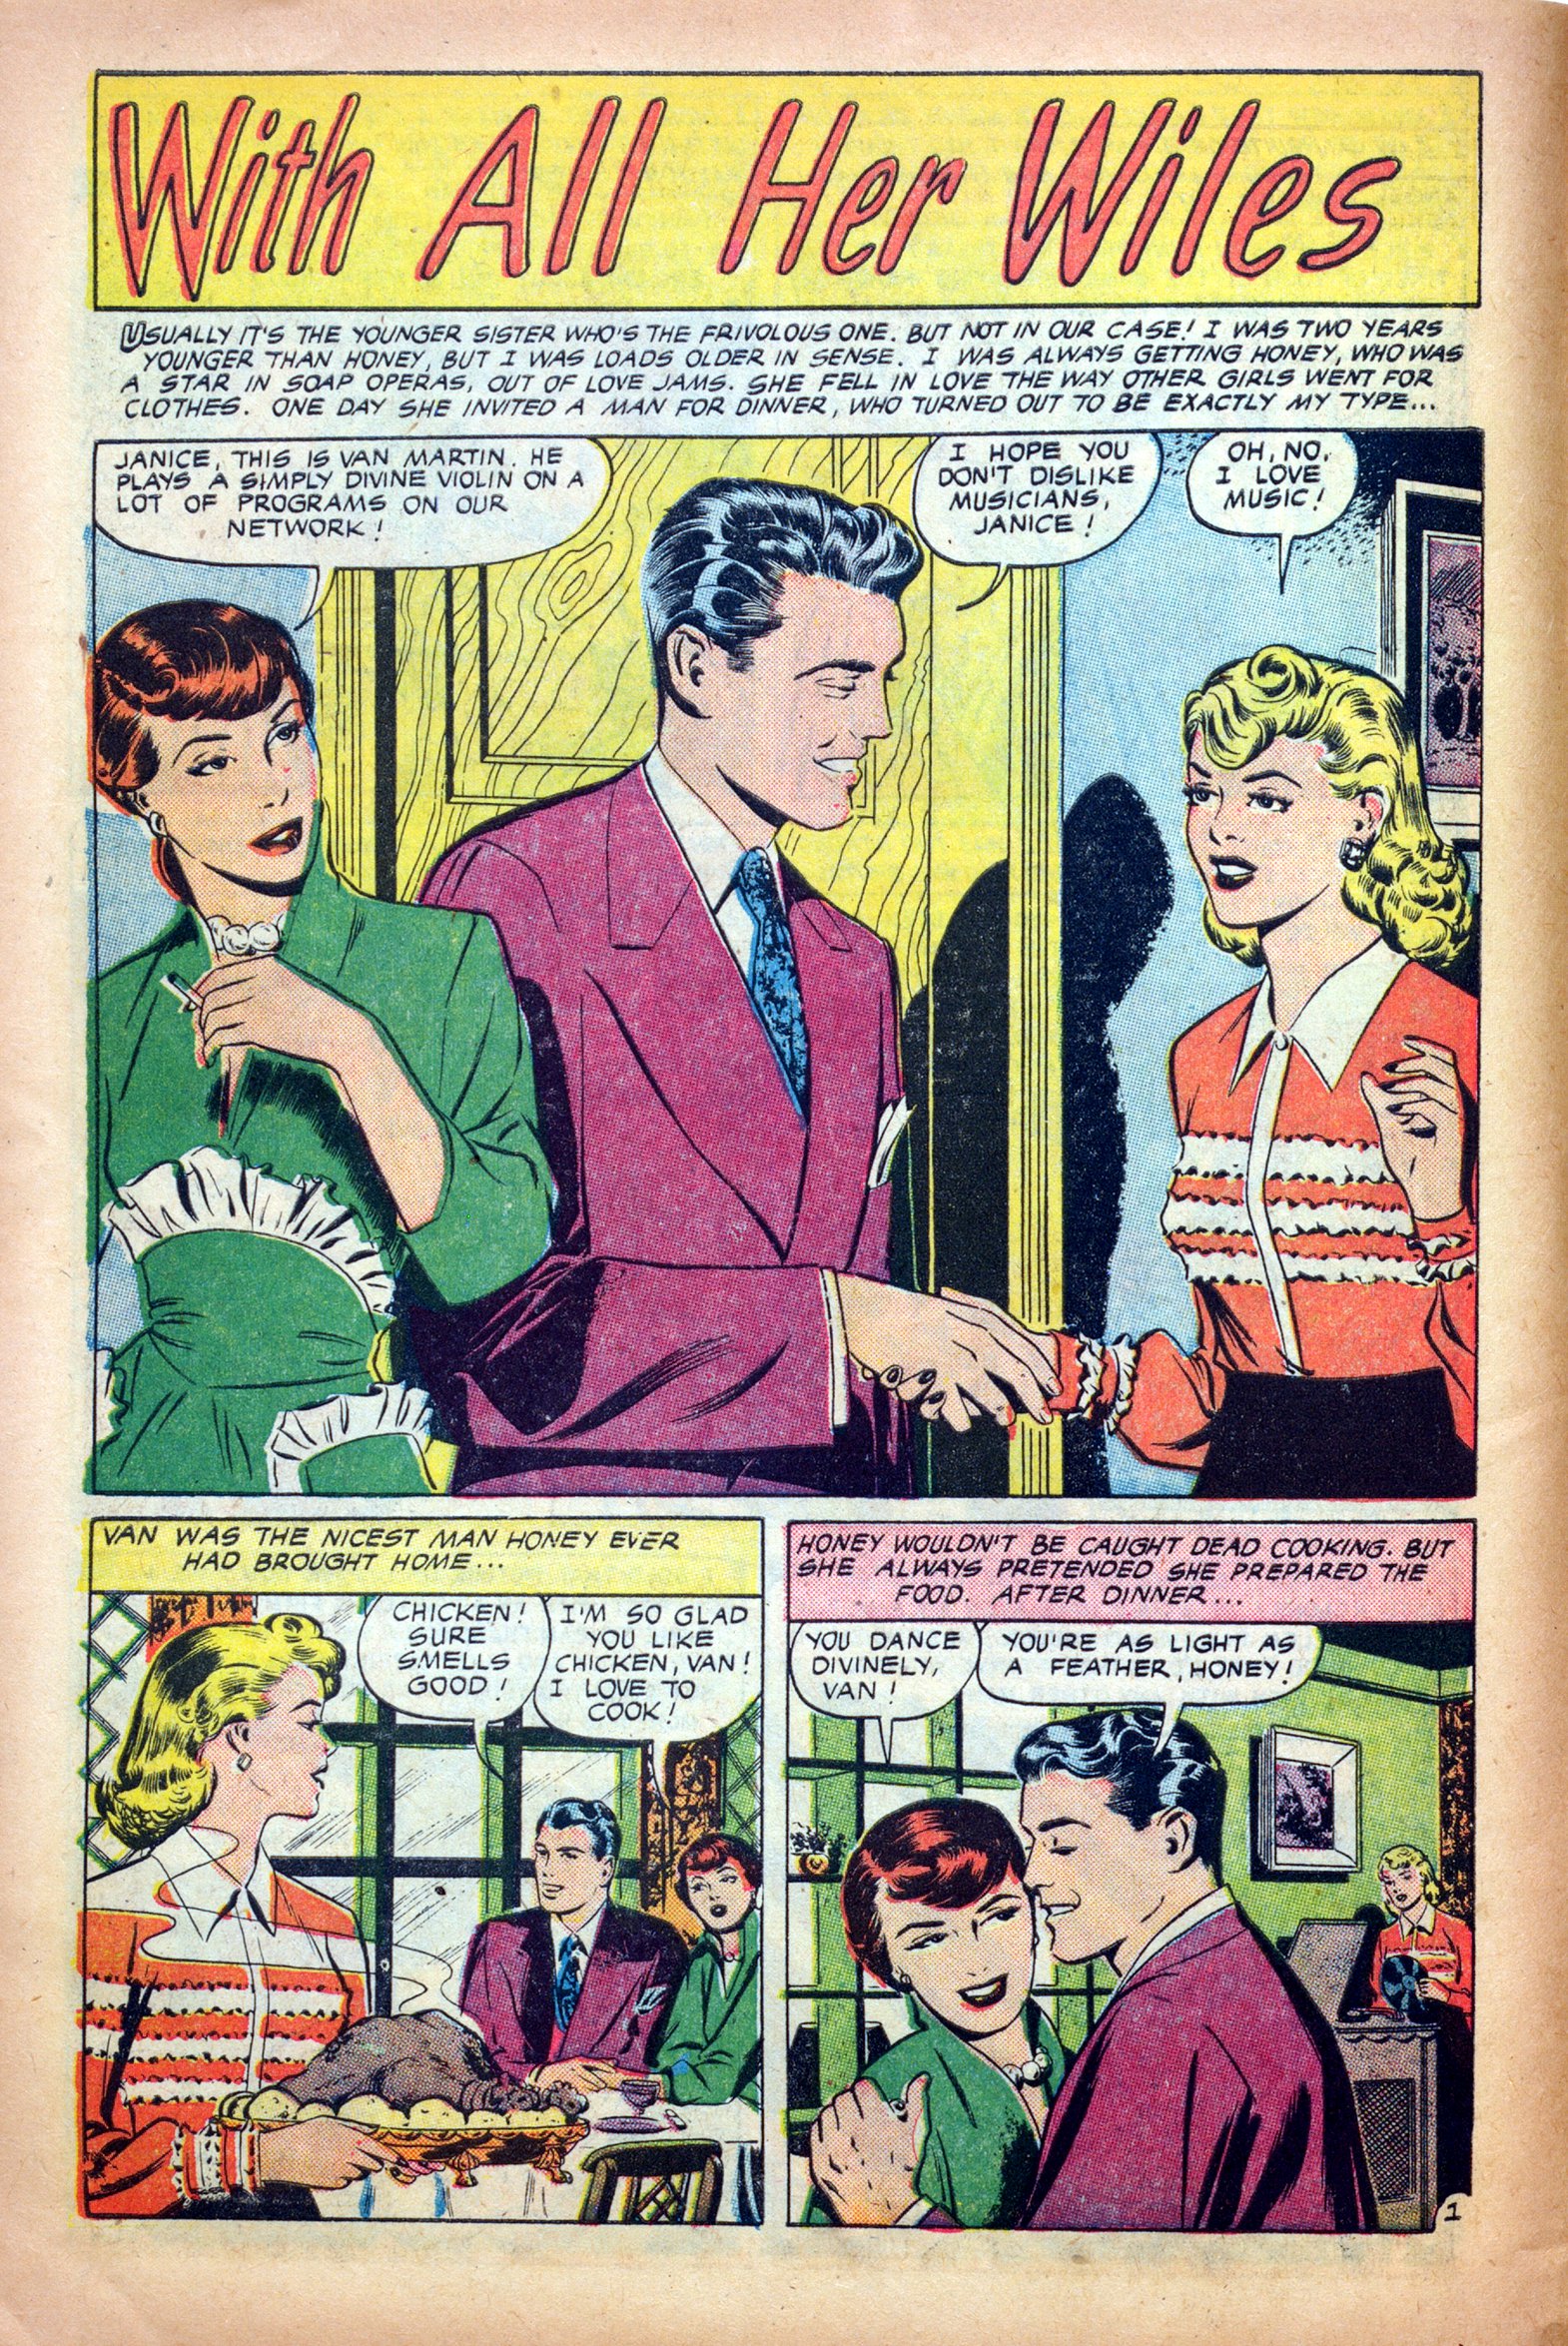 With All Her Wiles
USUALLY IT'S THE YOUNGER SISTER WHO'S THE FRIVOLOUS ONE. BUT NOT IN OUR CASE! I WAS TWO YEARS
YOUNGER THAN HONEY, BUT I WAS LOADS OLDER IN SENSE. I WAS ALWAYS GETTING HONEY, WHO WAS
A STAR IN SOAP OPERAS, OUT OF LOVE JAMS. SHE FELL IN LOVE THE WAY OTHER GIRLS WENT FOR
CLOTHES. ONE DAY SHE INVITED A MAN FOR DINNER, WHO TURNED OUT TO BE EXACTLY MY TYPE...
JANICE, THIS IS VAN MARTIN. HE
PLAYS A SIMPLY DIVINE VIOLIN ON A
LOT OF PROGRAMS ON OUR
NETWORK!
I HOPE YOU
DON'T DISLIKE
MUSICIANS,
JANICE!
OH, NO.
I LOVE
MUSIC!
VAN WAS THE NICEST MAN HONEY EVER
HAD BROUGHT HOME...
CHICKEN!
SURE
SMELLS
GOOD!
I'M SO GLAD
YOU LIKE
CHICKEN, VAN!
I LOVE TO
COOK!
HONEY WOULDN'T BE CAUGHT DEAD COOKING. BUT
SHE ALWAYS PRETENDED SHE PREPARED THE
FOOD. AFTER DINNER...
YOU DANCE
DIVINELY,
VAN!
YOU'RE AS LIGHT AS
A FEATHER, HONEY!
1